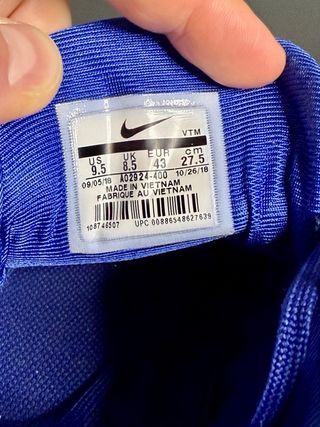 VTM
US UK EUR cm
9.5 8.5 43 27.5
09/05/18 AO2924-400 10/26/18
MADE IN VIETNAM
FABRIQUE AU VIETNAM
108746507 UPC 00886548627639